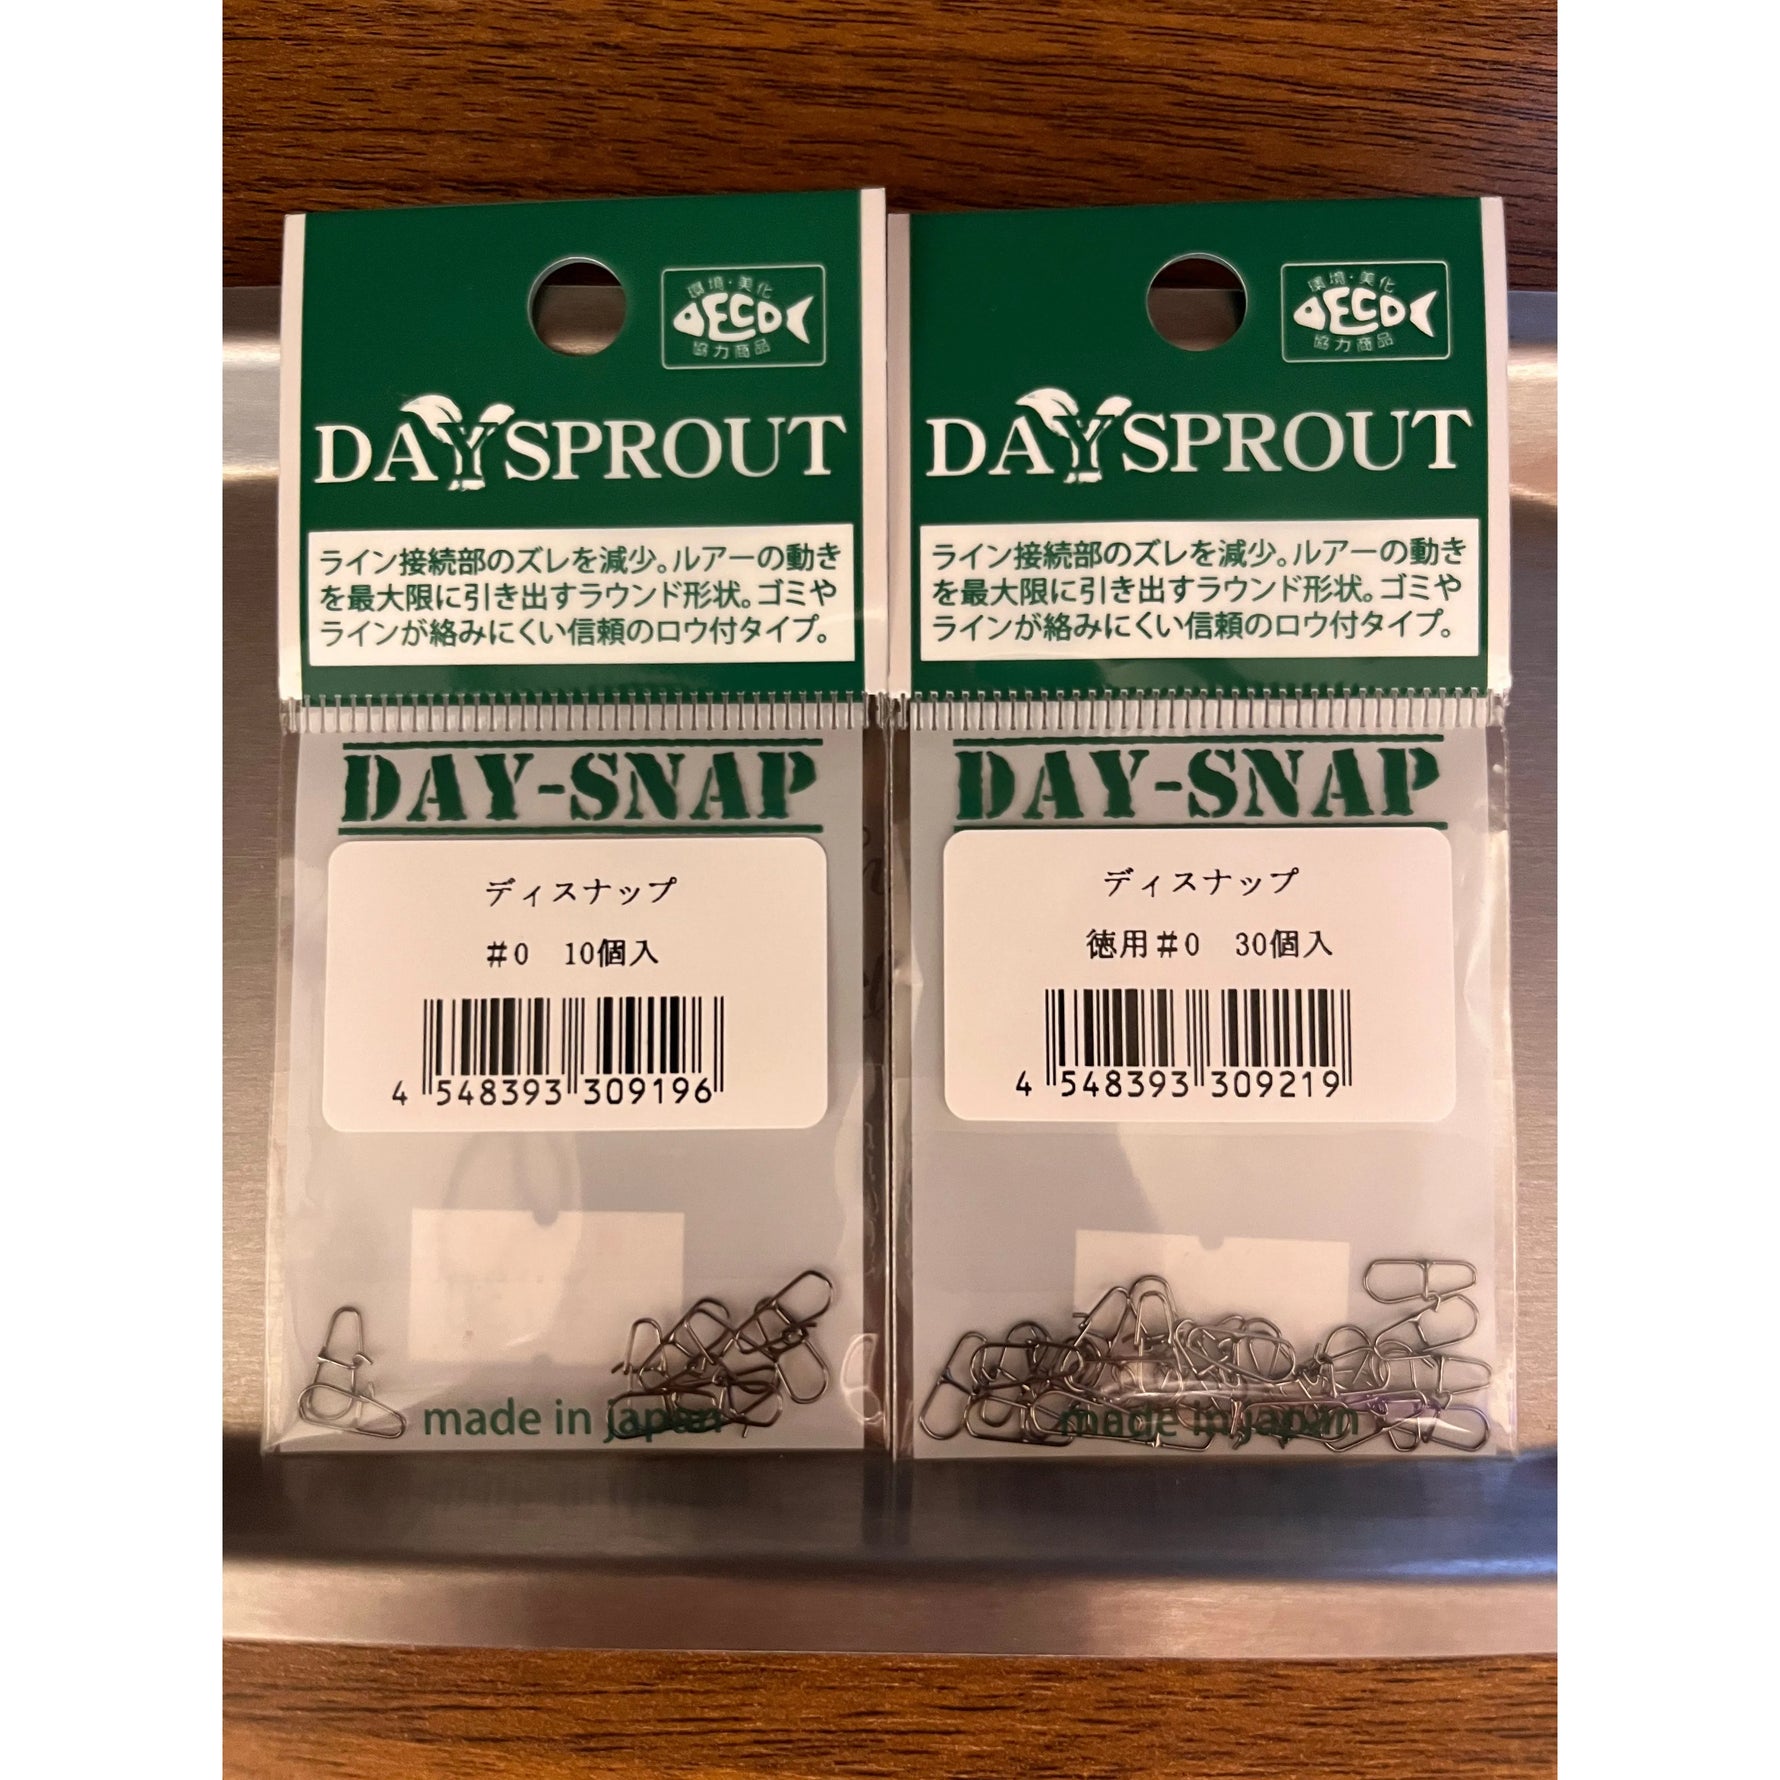 環境・美化
ECO
協力商品
DAYSPROUT
ライン接続部のズレを減少。ルアーの動き
を最大限に引き出すラウンド形状。ゴミや
ラインが絡みにくい信頼のロウ付タイプ。
DAY-SNAP
ディスナップ
#0 10個入
4 548393 309196
made in japan
環境・美化
ECO
協力商品
DAYSPROUT
ライン接続部のズレを減少。ルアーの動き
を最大限に引き出すラウンド形状。ゴミや
ラインが絡みにくい信頼のロウ付タイプ。
DAY-SNAP
ディスナップ
徳用#0 30個入
4 548393 309219
made in japan